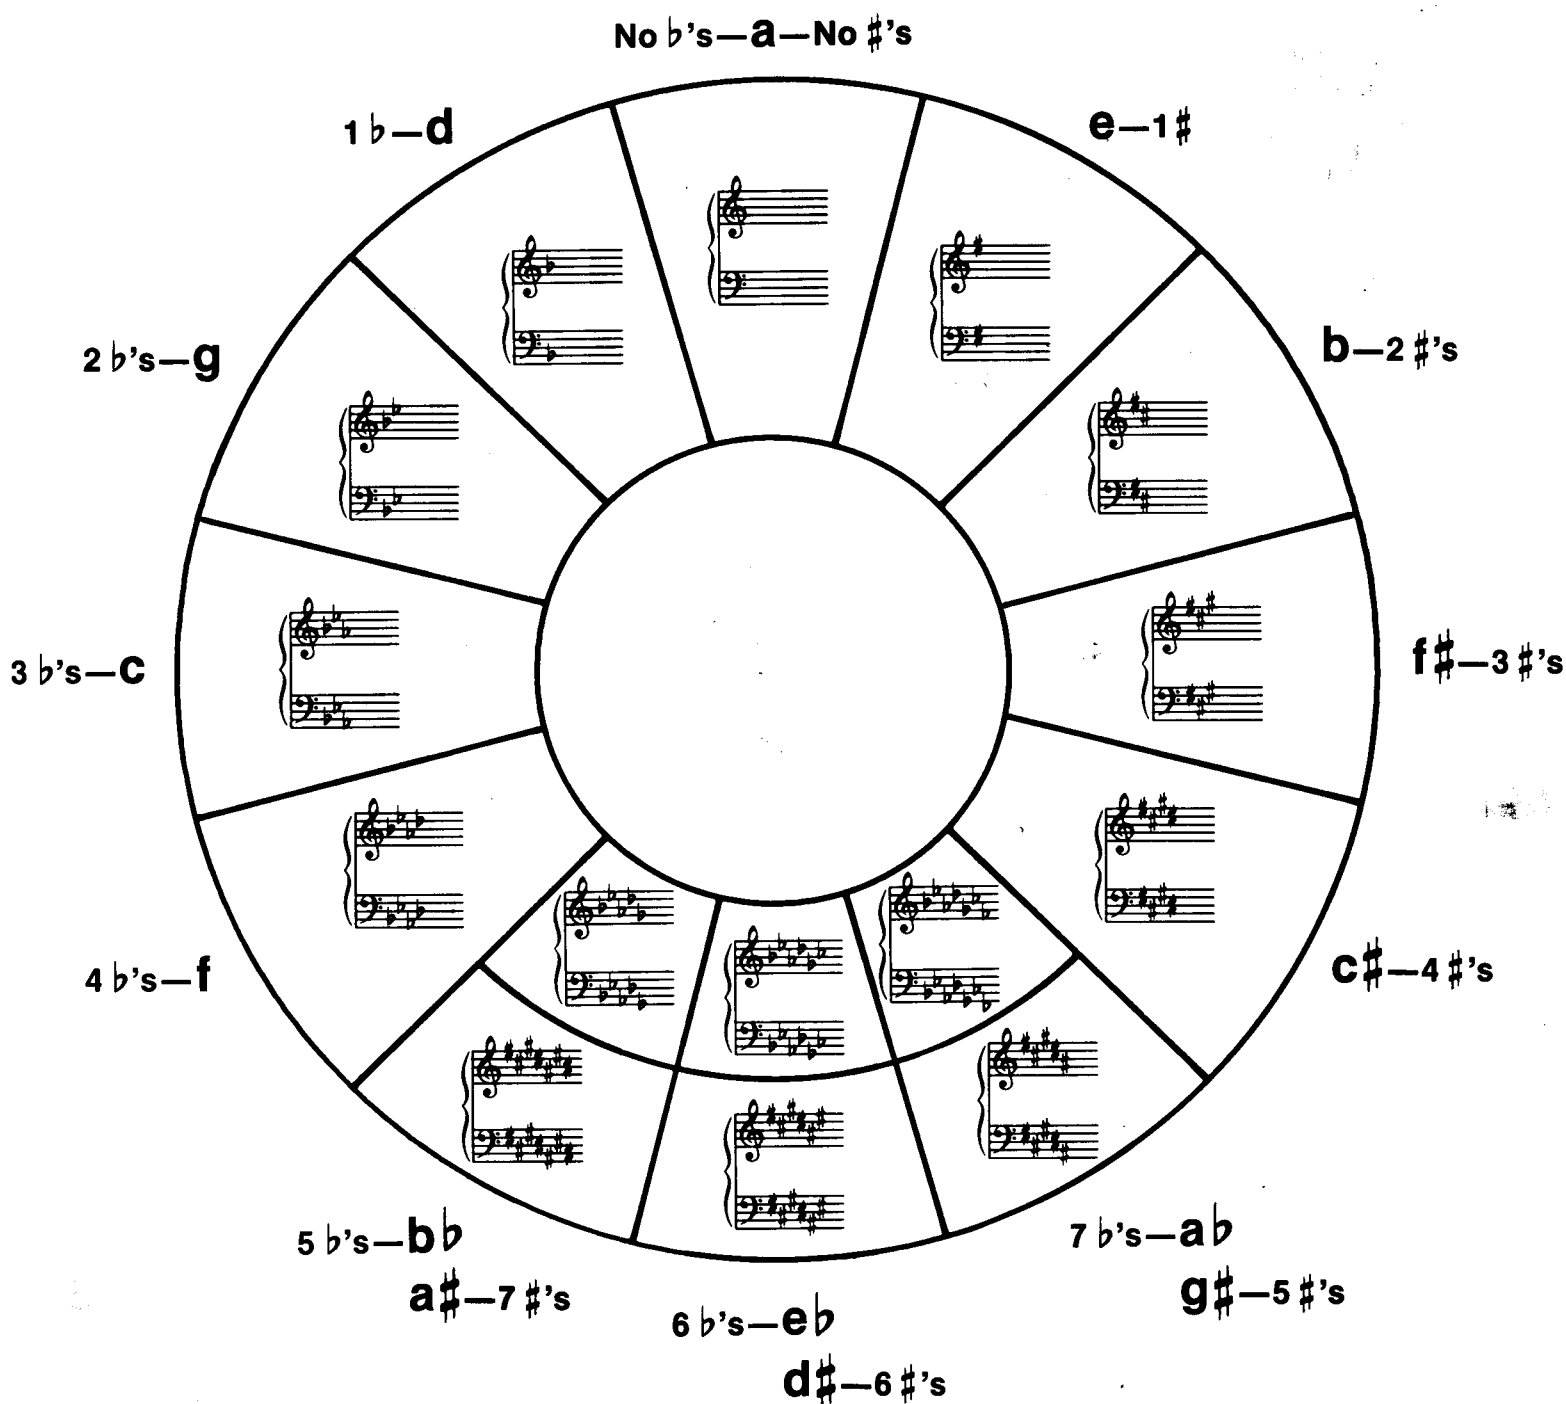 No ♭'s—a—No ♯'s
1♭—d
e—1♯
2♭'s—g
b—2♯'s
3♭'s—c
f♯—3♯'s
4♭'s—f
c♯—4♯'s
5♭'s—b♭
a♯—7♯'s
6♭'s—e♭
d♯—6♯'s
7♭'s—a♭
g♯—5♯'s